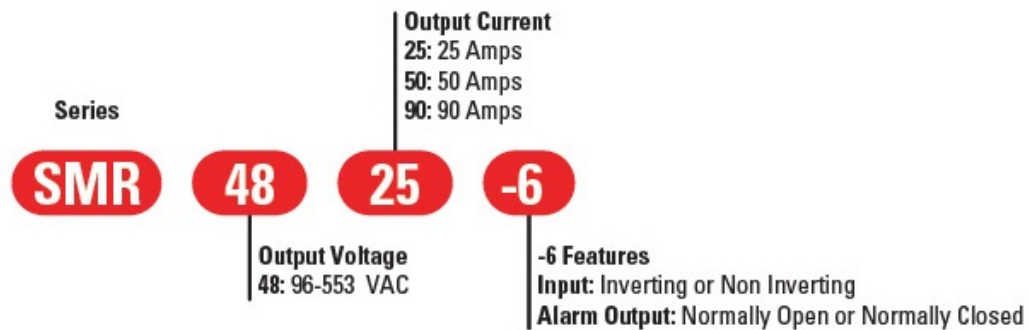 Output Current
25: 25 Amps
50: 50 Amps
90: 90 Amps
Series
SMR 48 25 -6
Output Voltage
48: 96-553 VAC
-6 Features
Input: Inverting or Non Inverting
Alarm Output: Normally Open or Normally Closed